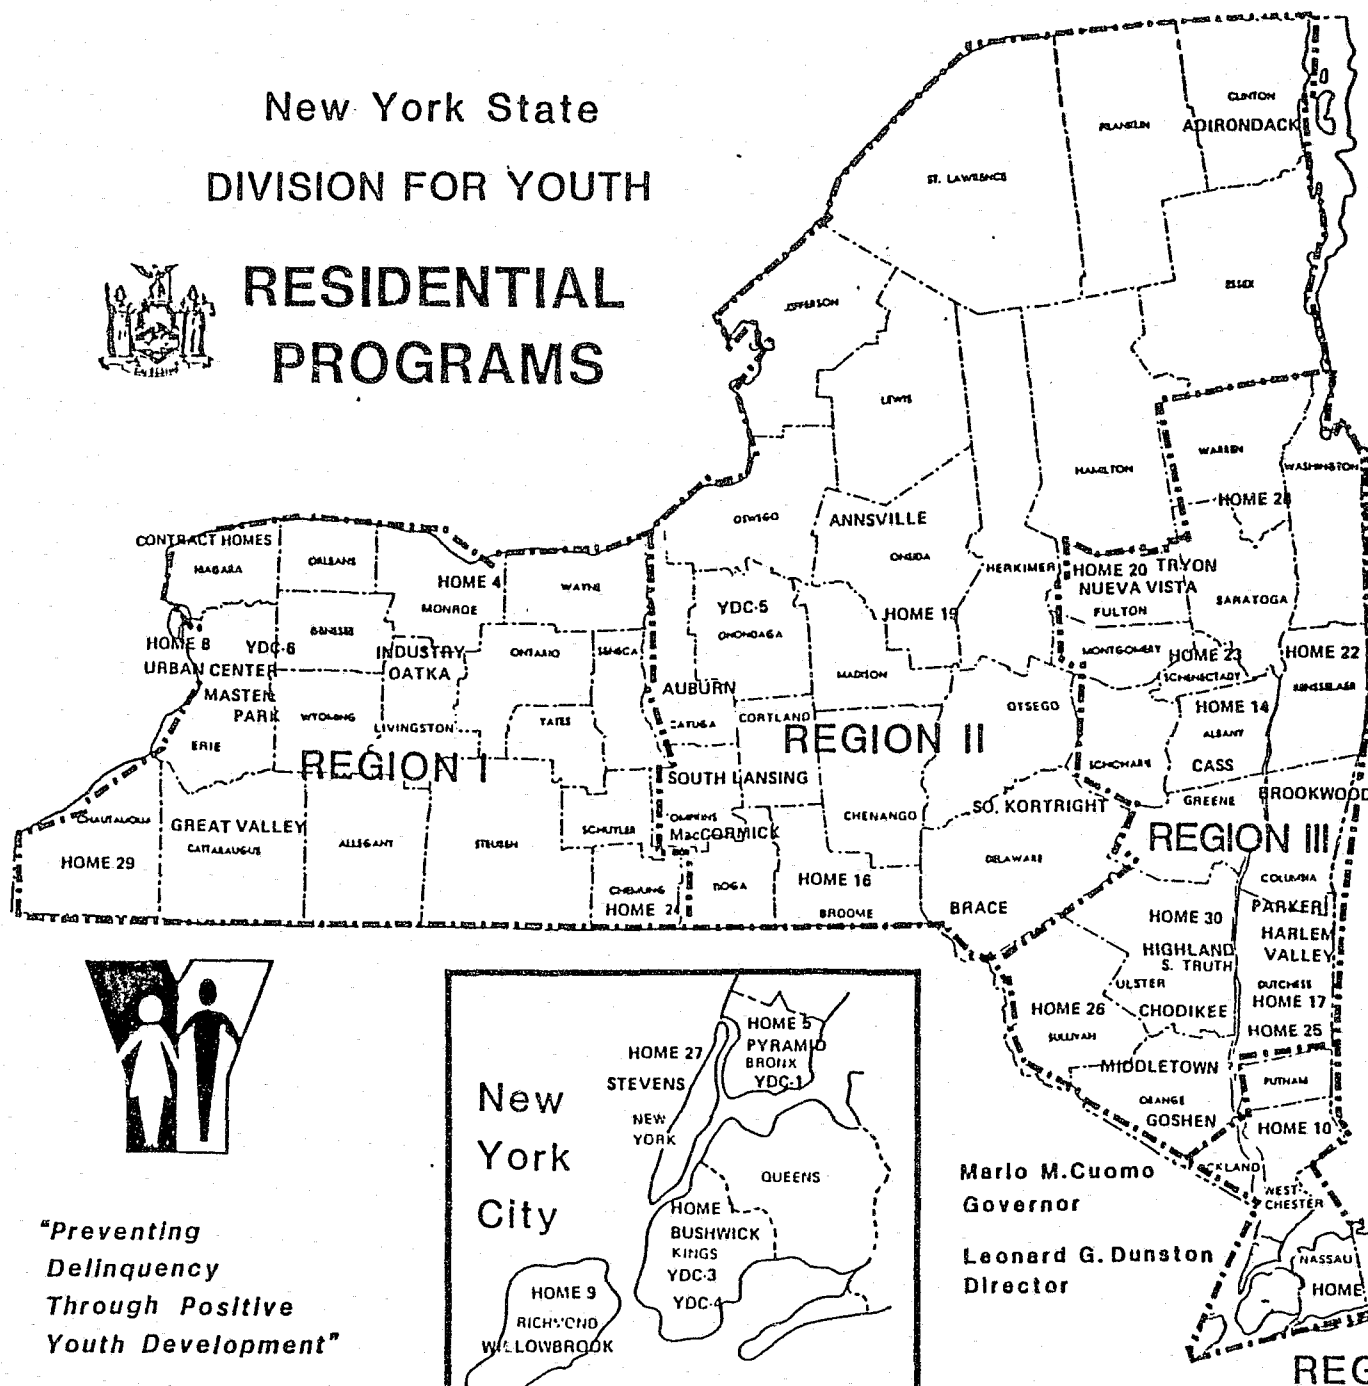 New York State
DIVISION FOR YOUTH
RESIDENTIAL
PROGRAMS
CLINTON
ADIRONDACK
FRANKLIN
ST. LAWRENCE
ESSEX
JEFFERSON
LEWIS
HAMILTON
WARREN
WASHINGTON
HOME 28
OSWEGO
ANNSVILLE
ONEIDA
HERKIMER
HOME 20 TRYON
NUEVA VISTA
FULTON
SARATOGA
CONTRACT HOMES
NIAGARA
ORLEANS
HOME 4
MONROE
WAYNE
YDC-5
ONONDAGA
HOME 19
HOME 8
YDC-6
GENESEE
INDUSTRY
OATKA
ONTARIO
SENECA
MONTGOMERY
HOME 23
HOME 22
SCHENECTADY
RENSSELAER
URBAN CENTER
MASTEN
PARK
WYOMING
LIVINGSTON
YATES
ERIE
AUBURN
CAYUGA
CORTLAND
MADISON
OTSEGO
HOME 14
ALBANY
REGION I
REGION II
SCHOHARIE
CASS
SOUTH LANSING
SO. KORTRIGHT
GREENE
BROOKWOOD
CHAUTAUQUA
GREAT VALLEY
CATTARAUGUS
ALLEGANY
STEUBEN
SCHUYLER
OMPKINS
MacCORMICK
CHENANGO
REGION III
HOME 29
CHEMUNG
HOME 24
TIOGA
HOME 16
BROOME
DELAWARE
BRACE
COLUMBIA
PARKER
HOME 30
HARLEM
VALLEY
HIGHLAND
S. TRUTH
ULSTER
DUTCHESS
HOME 17
HOME 26
CHODIKEE
HOME 25
SULLIVAN
MIDDLETOWN
PUTNAM
ORANGE
GOSHEN
HOME 10
New
York
City
HOME 5
PYRAMID
BRONX
YDC-1
HOME 27
STEVENS
NEW
YORK
QUEENS
HOME
BUSHWICK
KINGS
YDC-3
YDC-4
HOME 9
RICHMOND
WILLOWBROOK
Mario M.Cuomo
Governor
Leonard G. Dunston
Director
OCKLAND
WEST-
CHESTER
NASSAU
HOME
REG
"Preventing
Delinquency
Through Positive
Youth Development"